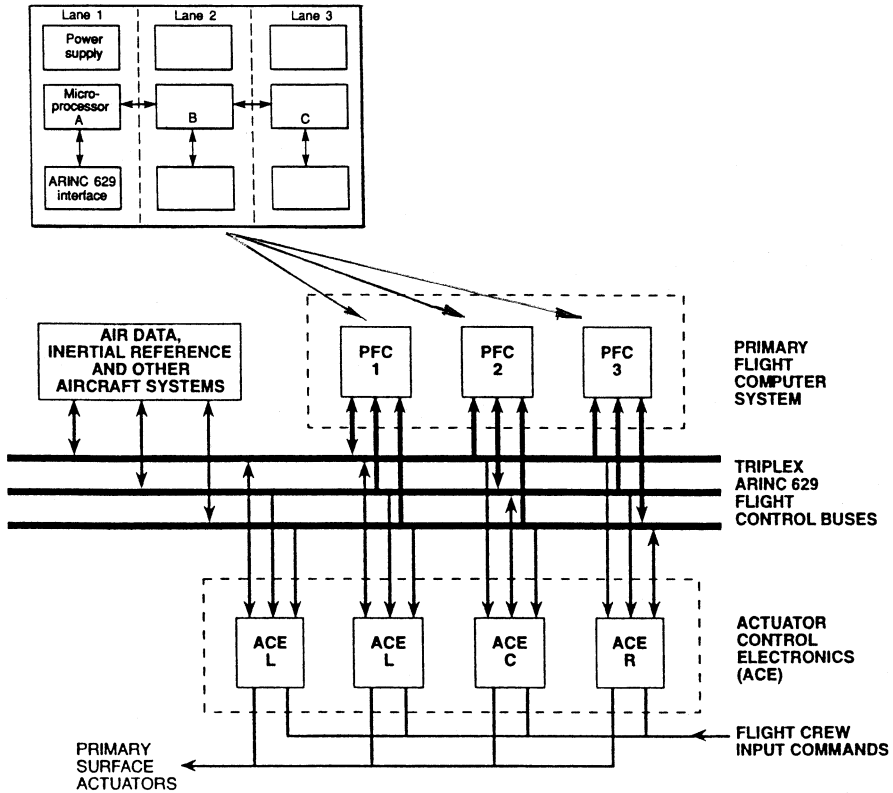 Lane 1
Lane 2
Lane 3
Power
supply
Micro-
processor
A
B
C
ARINC 629
interface
AIR DATA,
INERTIAL REFERENCE
AND OTHER
AIRCRAFT SYSTEMS
PFC
1
PFC
2
PFC
3
PRIMARY
FLIGHT
COMPUTER
SYSTEM
TRIPLEX
ARINC 629
FLIGHT
CONTROL BUSES
ACE
L
ACE
L
ACE
C
ACE
R
ACTUATOR
CONTROL
ELECTRONICS
(ACE)
FLIGHT CREW
INPUT COMMANDS
PRIMARY
SURFACE
ACTUATORS